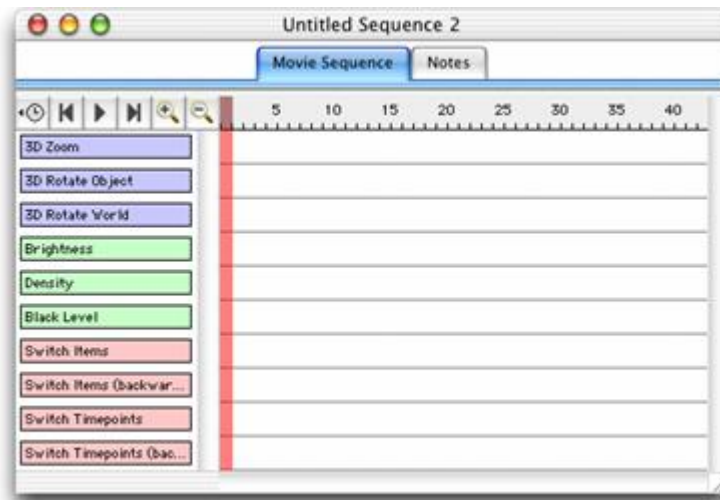 Untitled Sequence 2
Movie Sequence Notes
5 10 15 20 25 30 35 40
3D Zoom
3D Rotate Object
3D Rotate World
Brightness
Density
Black Level
Switch Items
Switch Items (backwar...
Switch Timepoints
Switch Timepoints (bac...